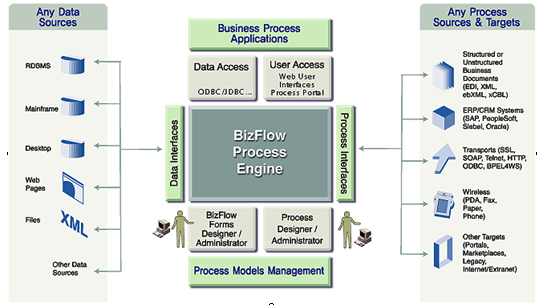 Any Data
Sources
RDBMS
Mainframe
Desktop
Web
Pages
Files
XML
Other Data
Sources
Business Process
Applications
Data Access
ODBC/JDBC...
User Access
Web User
Interfaces
Process Portal
Data Interfaces
BizFlow
Process
Engine
Process Interfaces
BizFlow
Forms
Designer /
Administrator
Process
Designer /
Administrator
Process Models Management
Any Process
Sources & Targets
Structured or
Unstructured
Business
Documents
(EDI, XML,
ebXML, xCBL)
ERP/CRM Systems
(SAP, PeopleSoft,
Siebel, Oracle)
Transports (SSL,
SOAP, Telnet, HTTP,
ODBC, BPEL4WS)
Wireless
(PDA, Fax,
Paper,
Phone)
Other Targets
(Portals,
Marketplaces,
Legacy,
Internet/Extranet)